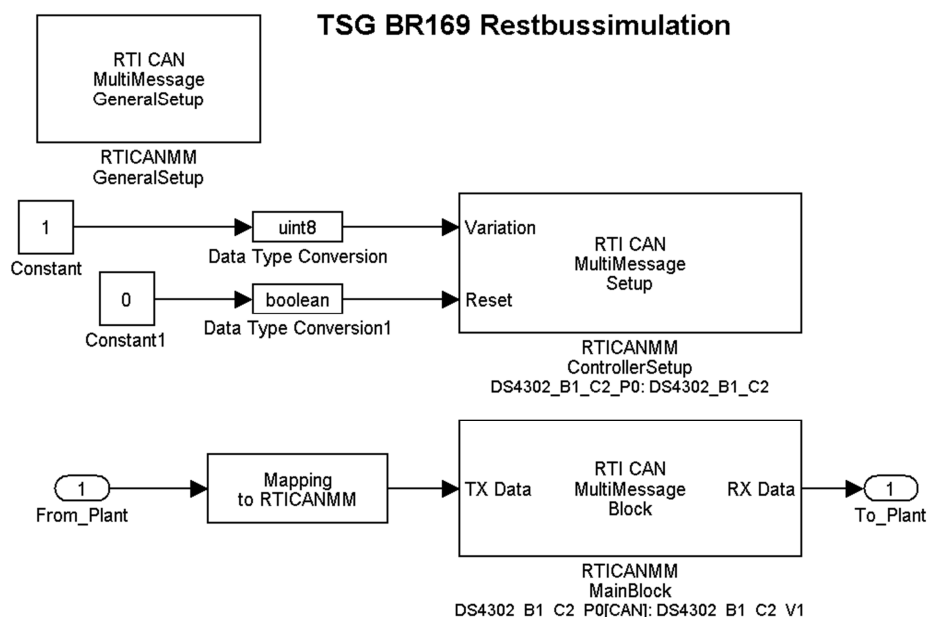 TSG BR169 Restbussimulation
RTI CAN
MultiMessage
GeneralSetup
RTICANMM
GeneralSetup
1
Constant
uint8
Data Type Conversion
0
Constant1
boolean
Data Type Conversion1
Variation
Reset
RTI CAN
MultiMessage
Setup
RTICANMM
ControllerSetup
DS4302_B1_C2_P0: DS4302_B1_C2
1
From_Plant
Mapping
to RTICANMM
TX Data
RTI CAN
MultiMessage
Block
RX Data
1
To_Plant
RTICANMM
MainBlock
DS4302_B1_C2_P0[CAN]: DS4302_B1_C2_V1